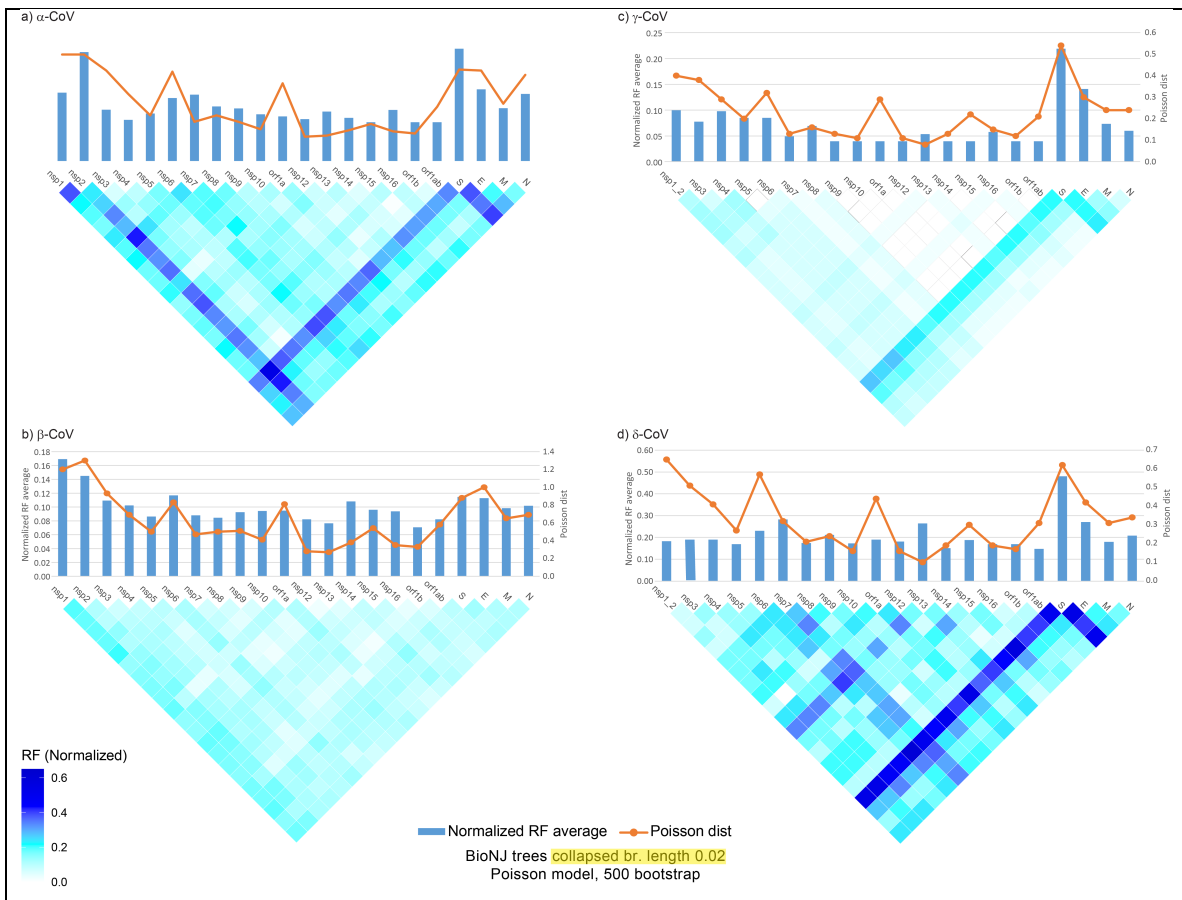 a) α-CoV
nsp1
nsp2
nsp3
nsp4
nsp5
nsp6
nsp7
nsp8
nsp9
nsp10
orf1a
nsp12
nsp13
nsp14
nsp15
nsp16
orf1b
orf1ab
S
E
M
N
c) γ-CoV
Normalized RF average
0.25
0.20
0.15
0.10
0.05
0.00
0.6
0.5
0.4
0.3
0.2
0.1
0.0
Poisson dist
nsp1_2
nsp3
nsp4
nsp5
nsp6
nsp7
nsp8
nsp9
nsp10
orf1a
nsp12
nsp13
nsp14
nsp15
nsp16
orf1b
orf1ab
S
E
M
N
b) β-CoV
Normalized RF average
0.18
0.16
0.14
0.12
0.10
0.08
0.06
0.04
0.02
0.00
1.4
1.2
1.0
0.8
0.6
0.4
0.2
0.0
Poisson dist
nsp1
nsp2
nsp3
nsp4
nsp5
nsp6
nsp7
nsp8
nsp9
nsp10
orf1a
nsp12
nsp13
nsp14
nsp15
nsp16
orf1b
orf1ab
S
E
M
N
d) δ-CoV
Normalized RF average
0.60
0.50
0.40
0.30
0.20
0.10
0.00
0.7
0.6
0.5
0.4
0.3
0.2
0.1
0.0
Poisson dist
nsp1_2
nsp3
nsp4
nsp5
nsp6
nsp7
nsp8
nsp9
nsp10
orf1a
nsp12
nsp13
nsp14
nsp15
nsp16
orf1b
orf1ab
S
E
M
N
RF (Normalized)
0.6
0.4
0.2
0.0
Normalized RF average
Poisson dist
BioNJ trees collapsed br. length 0.02
Poisson model, 500 bootstrap